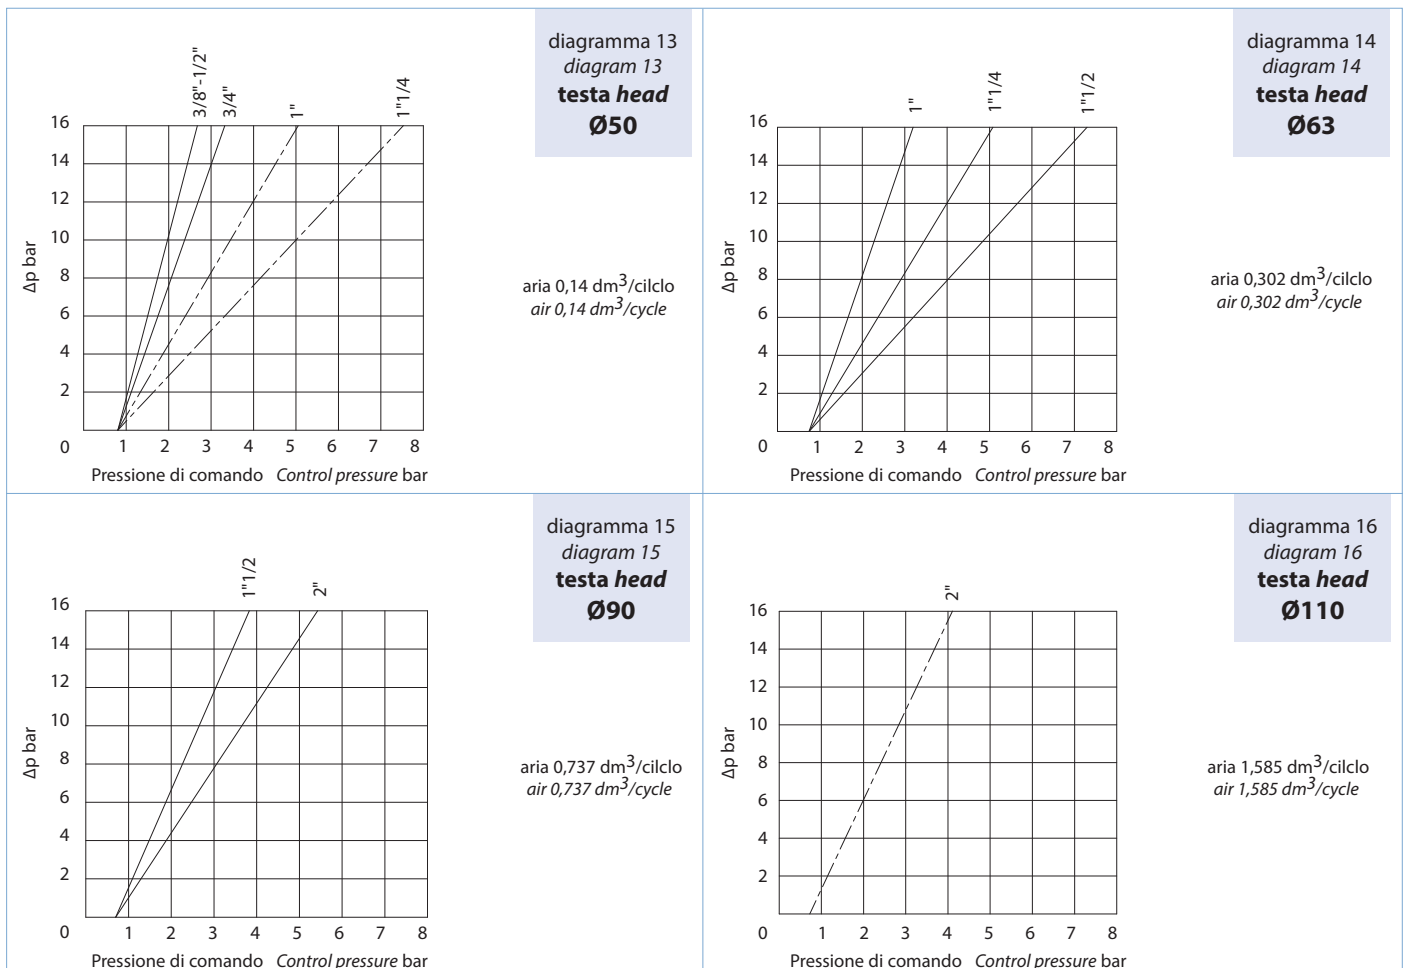 diagramma 13
diagram 13
testa head
Ø50
3/8"-1/2"
3/4"
1"
1"1/4
16
14
12
10
8
6
4
2
0
Δp bar
1 2 3 4 5 6 7 8
Pressione di comando Control pressure bar
aria 0,14 dm³/cilclo
air 0,14 dm³/cycle
diagramma 14
diagram 14
testa head
Ø63
1"
1"1/4
1"1/2
16
14
12
10
8
6
4
2
0
Δp bar
1 2 3 4 5 6 7 8
Pressione di comando Control pressure bar
aria 0,302 dm³/cilclo
air 0,302 dm³/cycle
diagramma 15
diagram 15
testa head
Ø90
1"1/2
2"
16
14
12
10
8
6
4
2
0
Δp bar
1 2 3 4 5 6 7 8
Pressione di comando Control pressure bar
aria 0,737 dm³/cilclo
air 0,737 dm³/cycle
diagramma 16
diagram 16
testa head
Ø110
2"
16
14
12
10
8
6
4
2
0
Δp bar
1 2 3 4 5 6 7 8
Pressione di comando Control pressure bar
aria 1,585 dm³/cilclo
air 1,585 dm³/cycle